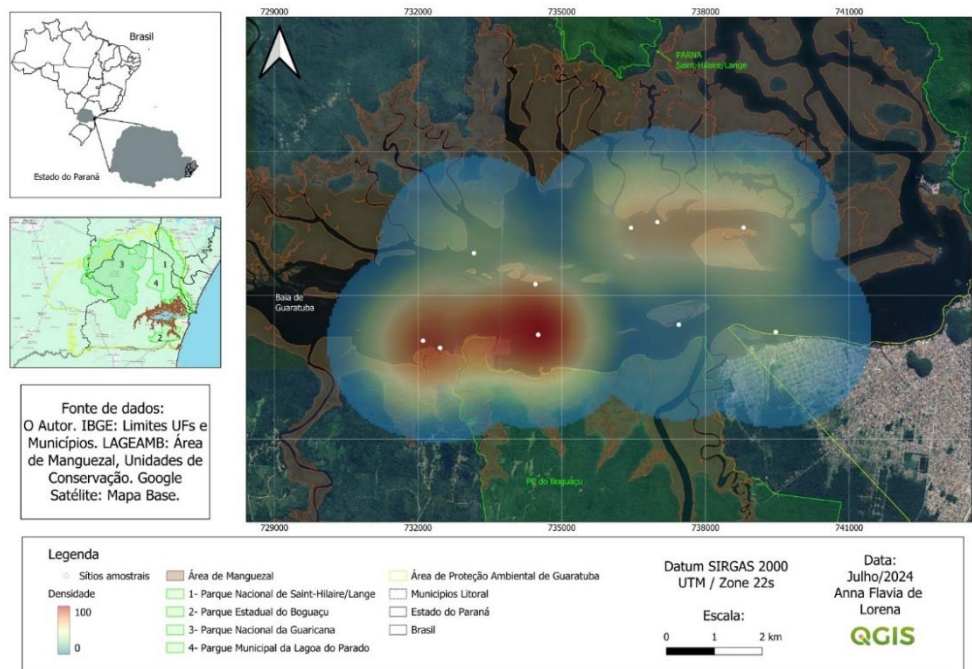 Brasil
Estado do Paraná
3
1
4
2
Fonte de dados:
O Autor. IBGE: Limites UFs e
Municípios. LAGEAMB: Área
de Manguezal, Unidades de
Conservação. Google
Satélite: Mapa Base.
729000 732000 735000 738000 741000
PARNA
Saint-Hilaire/Lange
Baia de
Guaratuba
PE do Boguaçu
729000 732000 735000 738000 741000
Legenda
Sítios amostrais
Densidade
100
0
Área de Manguezal
1- Parque Nacional de Saint-Hilaire/Lange
2- Parque Estadual do Boguaçu
3- Parque Nacional da Guaricana
4- Parque Municipal da Lagoa do Parado
Área de Proteção Ambiental de Guaratuba
Municipios Litoral
Estado do Paraná
Brasil
Datum SIRGAS 2000
UTM / Zone 22s
Escala:
0 1 2 km
Data:
Julho/2024
Anna Flavia de
Lorena
QGIS